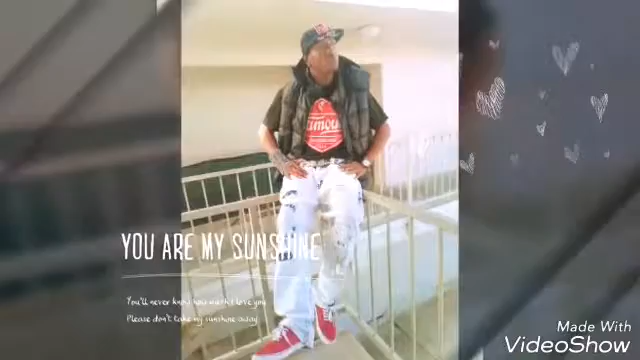 YOU ARE MY SUNSHINE
You'll never know how much I love you
Please don't take my sunshine away
Made With
VideoShow